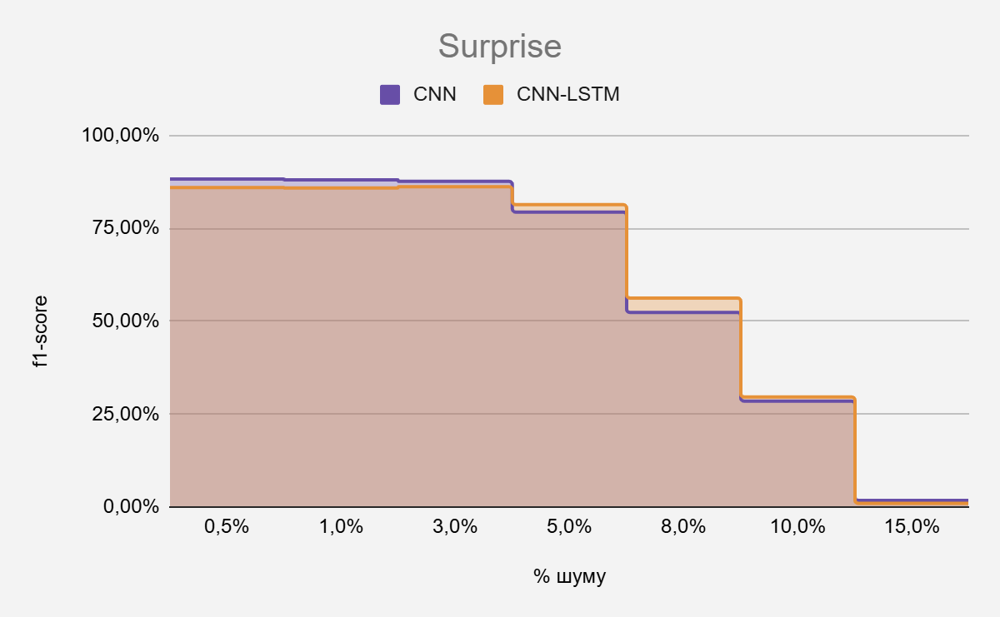 Surprise
CNN CNN-LSTM
100,00%
75,00%
50,00%
25,00%
0,00%
f1-score
0,5% 1,0% 3,0% 5,0% 8,0% 10,0% 15,0%
% шуму